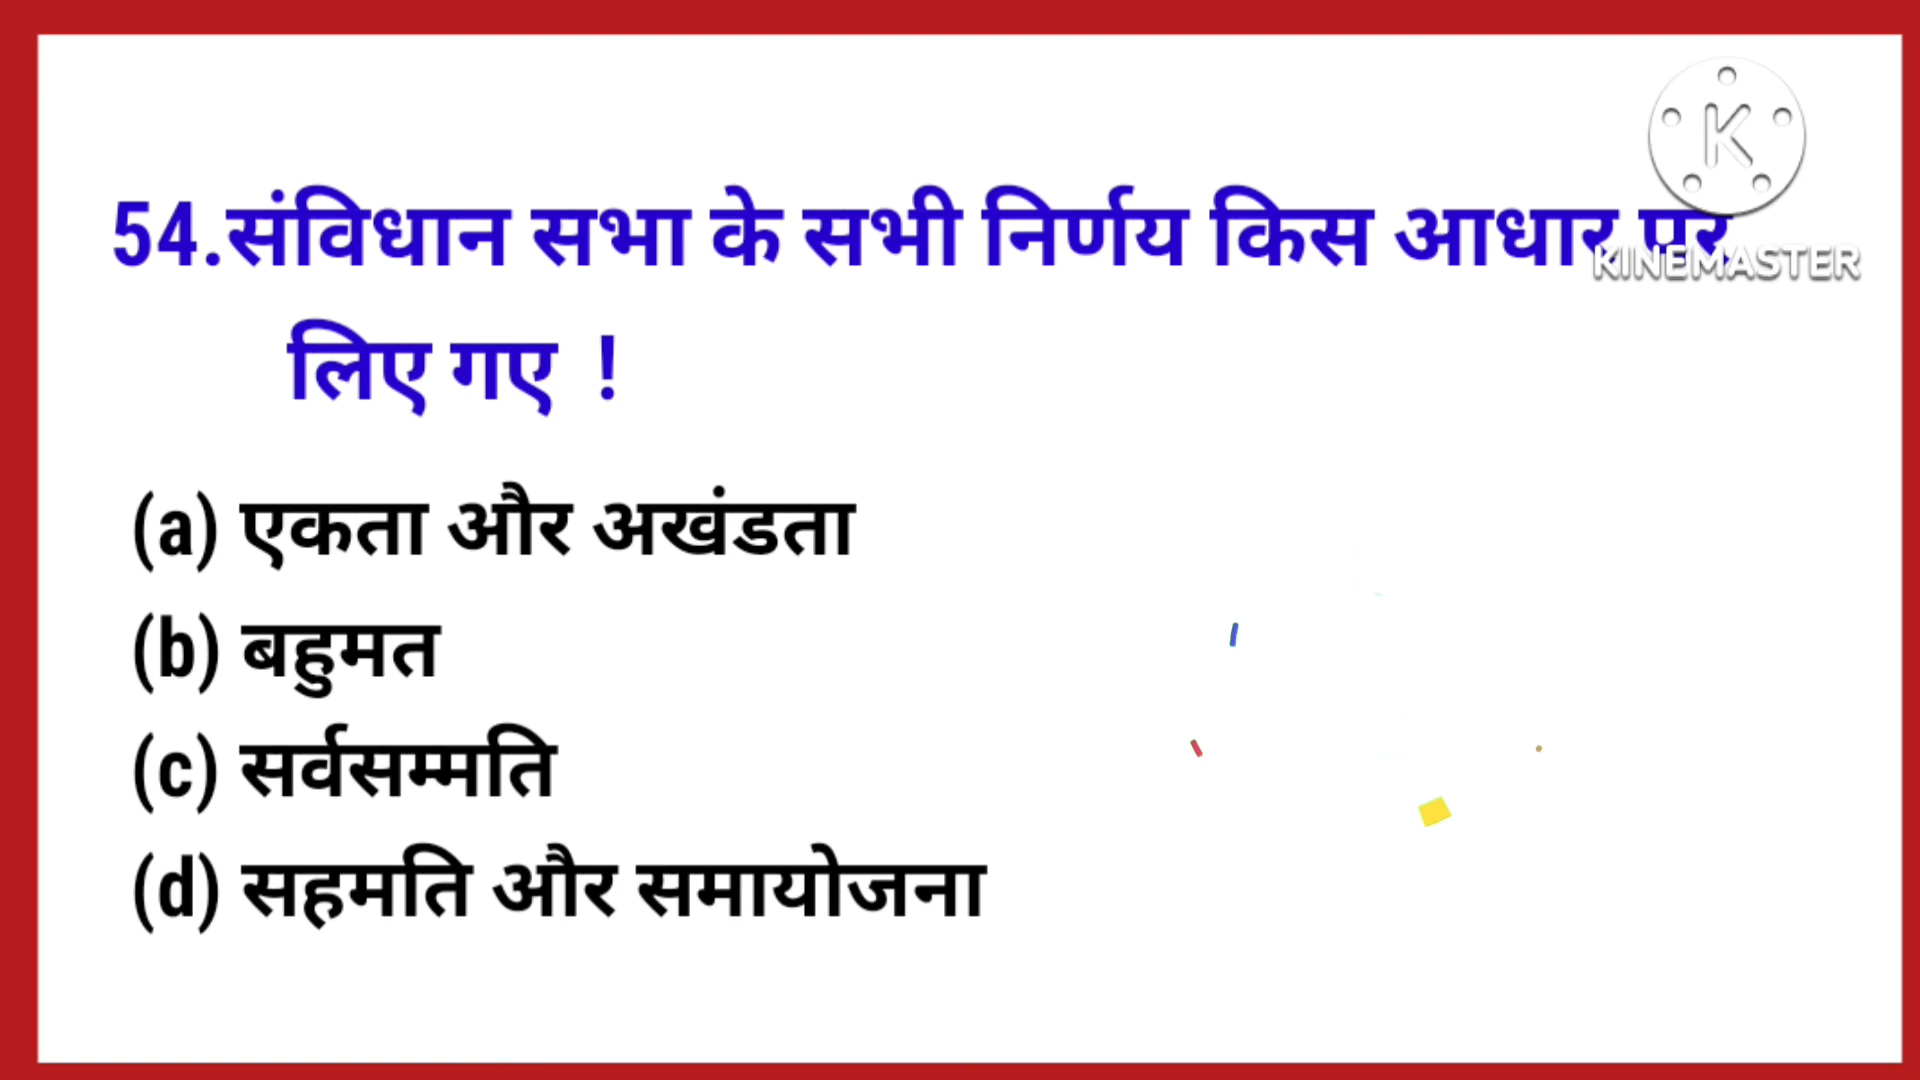 54.संविधान सभा के सभी निर्णय किस आधार पर
लिए गए !
(a) एकता और अखंडता
(b) बहुमत
(c) सर्वसम्मति
(d) सहमति और समायोजना
K
KINEMASTER